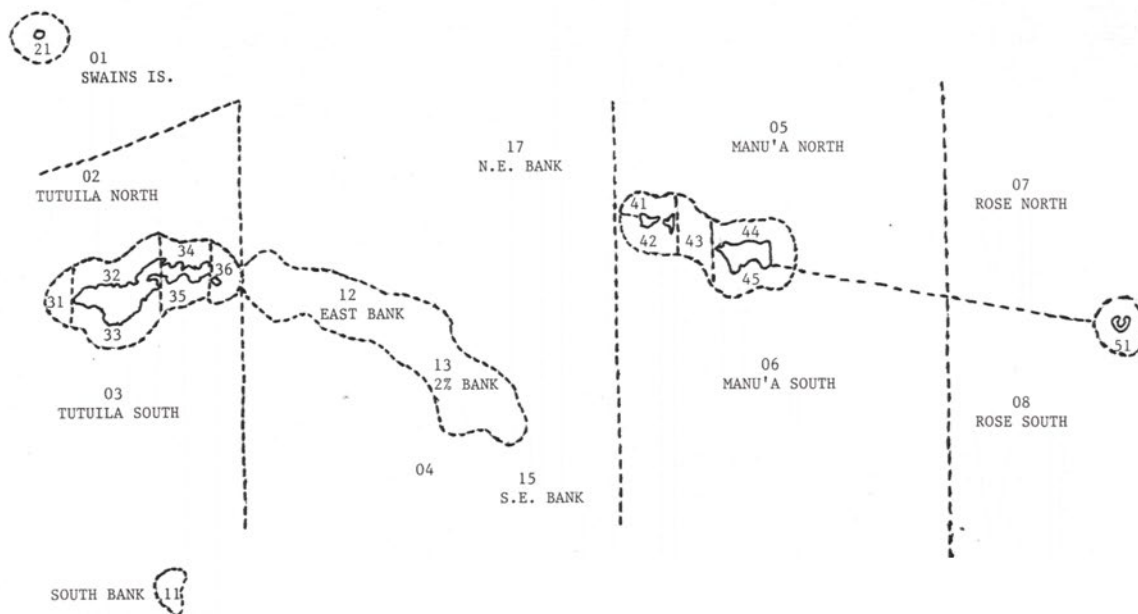 21
01
SWAINS IS.
17
N.E. BANK
05
MANU'A NORTH
02
TUTUILA NORTH
07
ROSE NORTH
41
42
43
44
45
31
32
33
34
35
36
12
EAST BANK
13
2% BANK
51
03
TUTUILA SOUTH
06
MANU'A SOUTH
08
ROSE SOUTH
04
15
S.E. BANK
SOUTH BANK 11